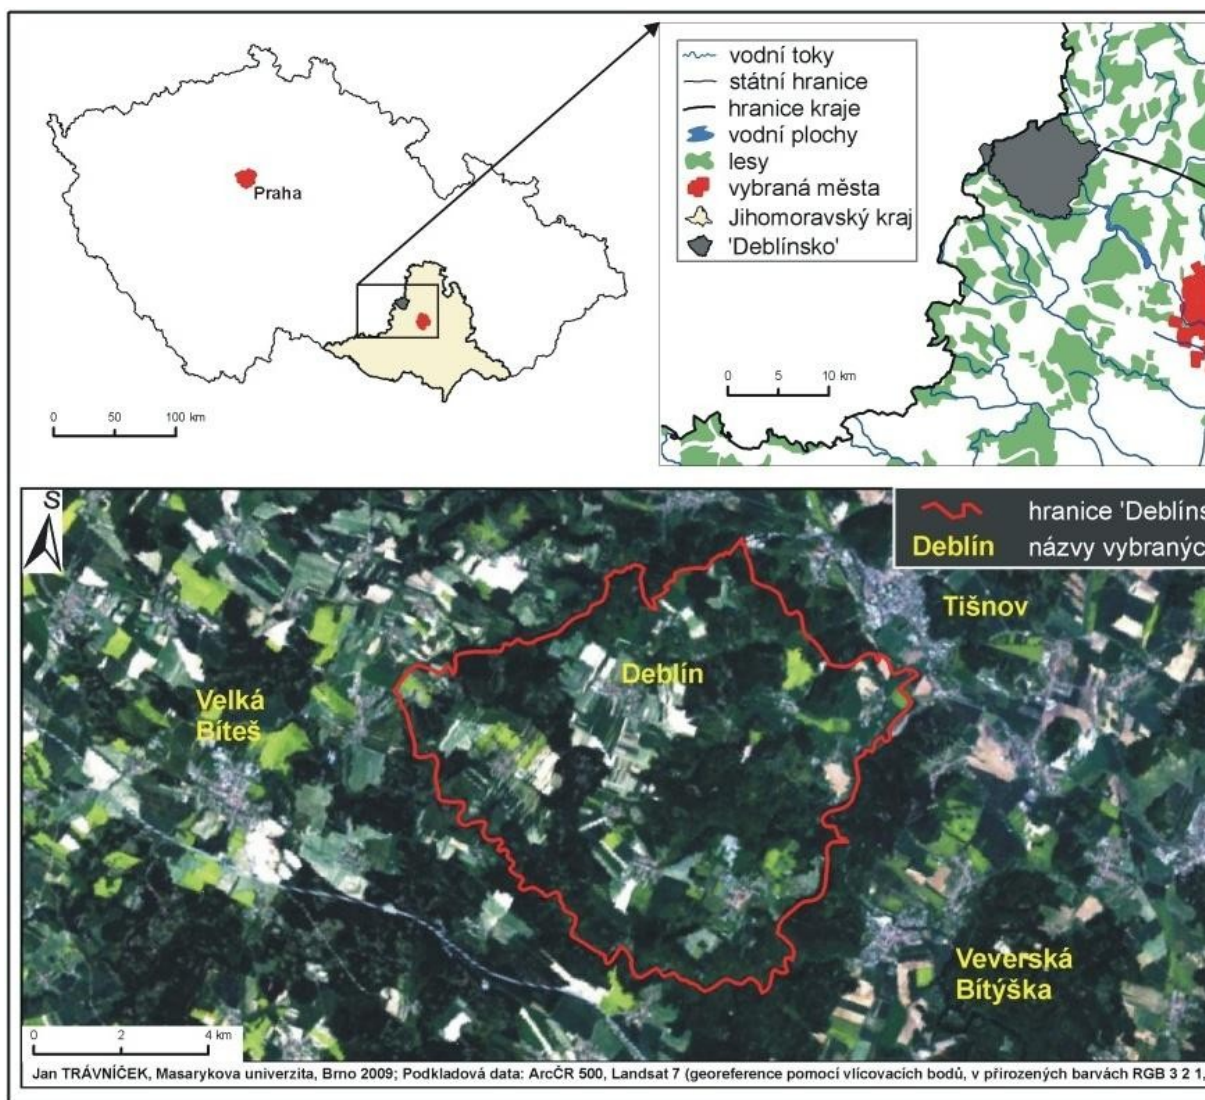 Praha
0 50 100 km
vodní toky
státní hranice
hranice kraje
vodní plochy
lesy
vybraná města
Jihomoravský kraj
'Deblínsko'
0 5 10 km
S
hranice 'Deblíns
Deblín názvy vybranýc
Tišnov
Deblín
Velká
Bíteš
Veverská
Bítýška
0 2 4 km
Jan TRÁVNÍČEK, Masarykova univerzita, Brno 2009; Podkladová data: ArcČR 500, Landsat 7 (georeference pomocí vlícovacích bodů, v přirozených barvách RGB 3 2 1,